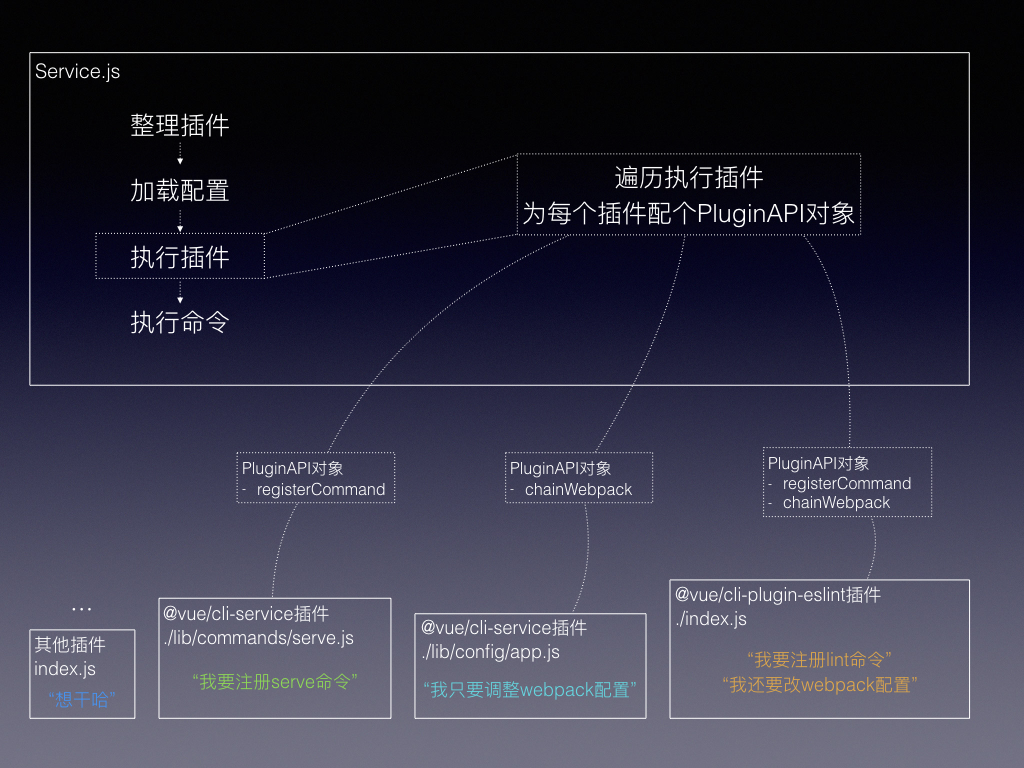 Service.js
整理插件
加载配置
执行插件
执行命令
遍历执行插件
为每个插件配个PluginAPI对象
PluginAPI对象
- registerCommand
PluginAPI对象
- chainWebpack
PluginAPI对象
- registerCommand
- chainWebpack
...
其他插件
index.js
“想干哈”
@vue/cli-service插件
./lib/commands/serve.js
“我要注册serve命令”
@vue/cli-service插件
./lib/config/app.js
“我只要调整webpack配置”
@vue/cli-plugin-eslint插件
./index.js
“我要注册lint命令”
“我还要改webpack配置”